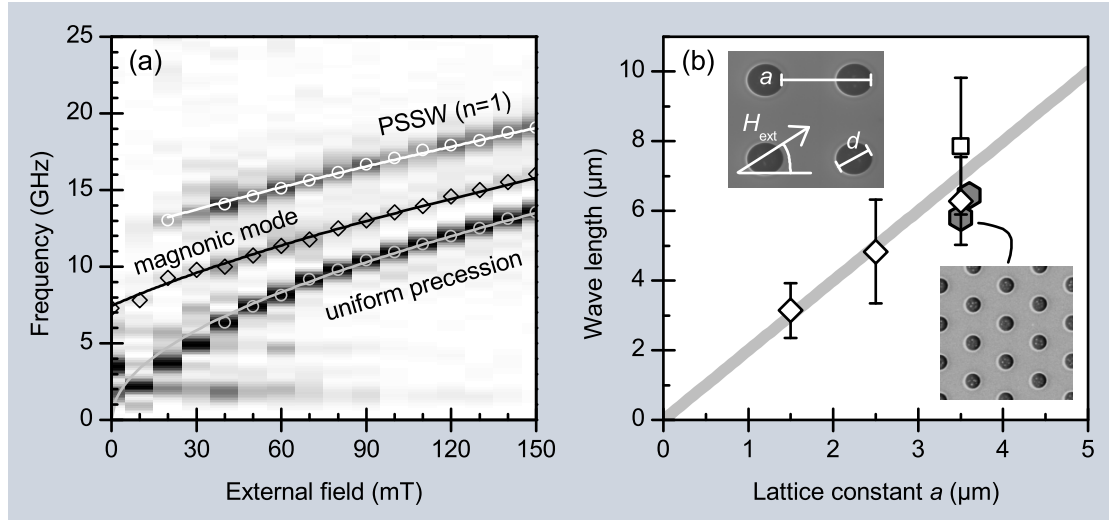 (a)
25
20
15
10
5
0
Frequency (GHz)
PSSW (n=1)
magnonic mode
uniform precession
0
30
60
90
120
150
External field (mT)
(b)
10
8
6
4
2
0
Wave length (µm)
a
H ext
d
0
1
2
3
4
5
Lattice constant a (µm)